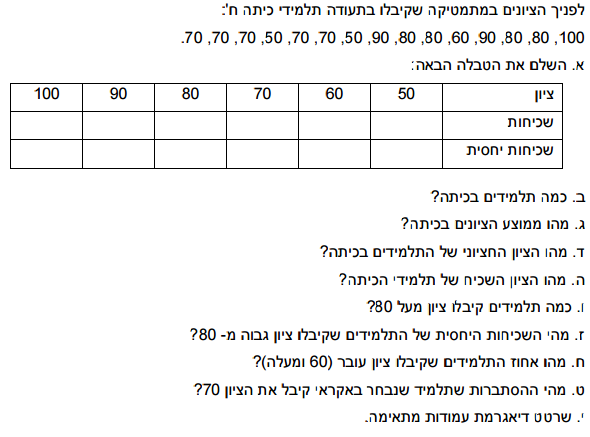 לפניך הציונים במתמטיקה שקיבלו בתעודה תלמידי כיתה ח':
100, 80, 80, 90, 60, 80, 80, 90, 50, 70, 70, 50, 70, 70, 70.
א. השלם את הטבלה הבאה:
ציון 50 60 70 80 90 100
שכיחות
שכיחות יחסית
ב. כמה תלמידים בכיתה?
ג. מהו ממוצע הציונים בכיתה?
ד. מהו הציון החציוני של התלמידים בכיתה?
ה. מהו הציון השכיח של תלמידי הכיתה?
ו. כמה תלמידים קיבלו ציון מעל 80?
ז. מהי השכיחות היחסית של התלמידים שקיבלו ציון גבוה מ- 80?
ח. מהו אחוז התלמידים שקיבלו ציון עובר (60 ומעלה)?
ט. מהי ההסתברות שתלמיד שנבחר באקראי קיבל את הציון 70?
י. שרטט דיאגרמת עמודות מתאימה.